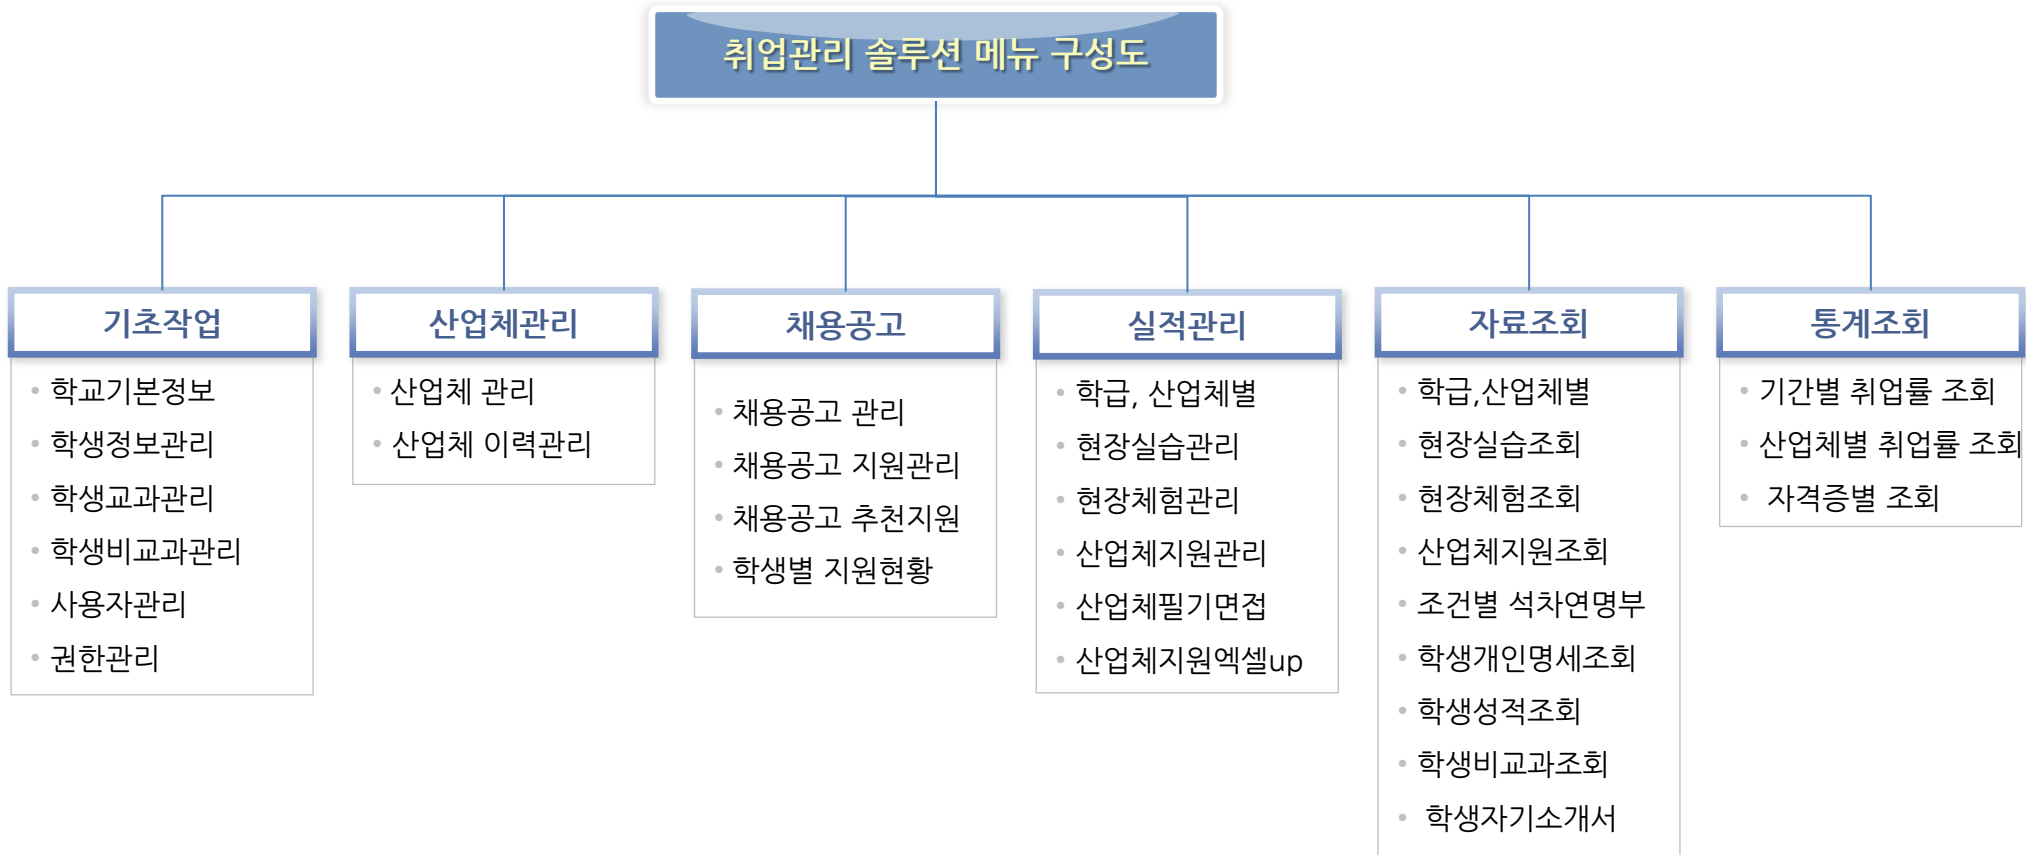 취업관리 솔루션 메뉴 구성도
기초작업
학교기본정보
학생정보관리
학생교과관리
학생비교과관리
사용자관리
권한관리
산업체관리
산업체 관리
산업체 이력관리
채용공고
채용공고 관리
채용공고 지원관리
채용공고 추천지원
학생별 지원현황
실적관리
학급, 산업체별
현장실습관리
현장체험관리
산업체지원관리
산업체필기면접
산업체지원엑셀up
자료조회
학급,산업체별
현장실습조회
현장체험조회
산업체지원조회
조건별 석차연명부
학생개인명세조회
학생성적조회
학생비교과조회
학생자기소개서
통계조회
기간별 취업률 조회
산업체별 취업률 조회
자격증별 조회